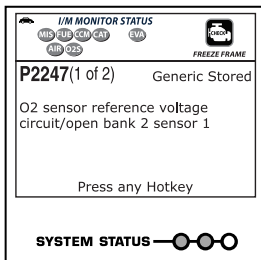 I/M MONITOR STATUS
MIS FUE CCM CAT EVA
AIR O2S
CHECK
FREEZE FRAME
P2247(1 of 2) Generic Stored
O2 sensor reference voltage
circuit/open bank 2 sensor 1
Press any Hotkey
SYSTEM STATUS